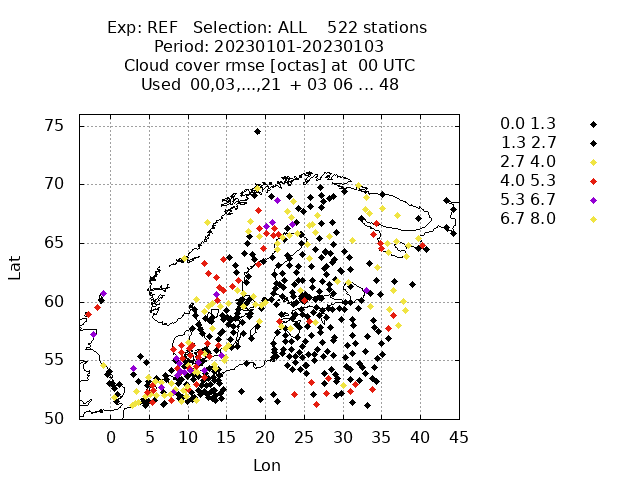 Exp: REF Selection: ALL 522 stations
Period: 20230101-20230103
Cloud cover rmse [octas] at 00 UTC
Used 00,03,...,21 + 03 06 ... 48
0.0 1.3
1.3 2.7
2.7 4.0
4.0 5.3
5.3 6.7
6.7 8.0
75
70
65
60
55
50
Lat
0 5 10 15 20 25 30 35 40 45
Lon